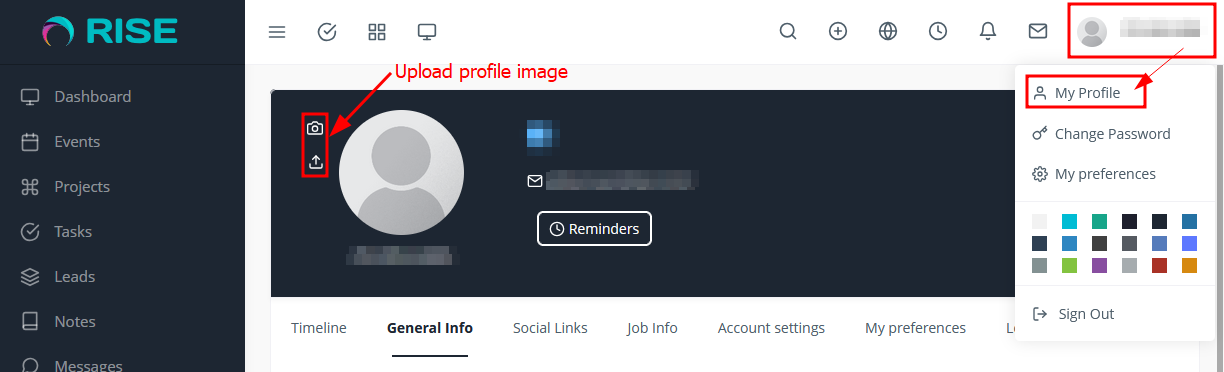 RISE
Upload profile image
Dashboard
My Profile
Events
Change Password
Projects
My preferences
Reminders
Tasks
Leads
Sign Out
Notes
Timeline General Info Social Links Job Info Account settings My preferences
Messages